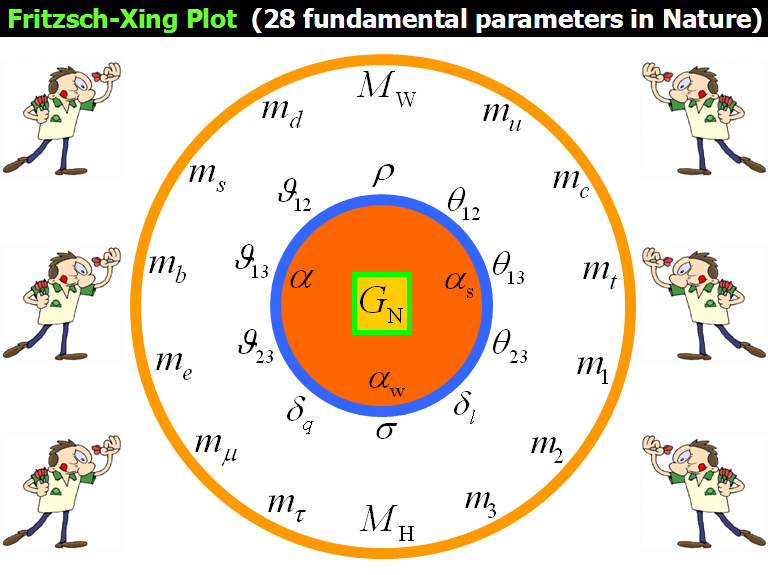 Fritzsch-Xing Plot (28 fundamental parameters in Nature)
M_W
m_d m_u
m_s m_c
ρ
ϑ_12 θ_12
m_b ϑ_13 α α_s θ_13 m_t
G_N
m_e ϑ_23 θ_23 m_1
α_w
δ_q δ_l
σ
m_μ m_2
m_τ m_3
M_H